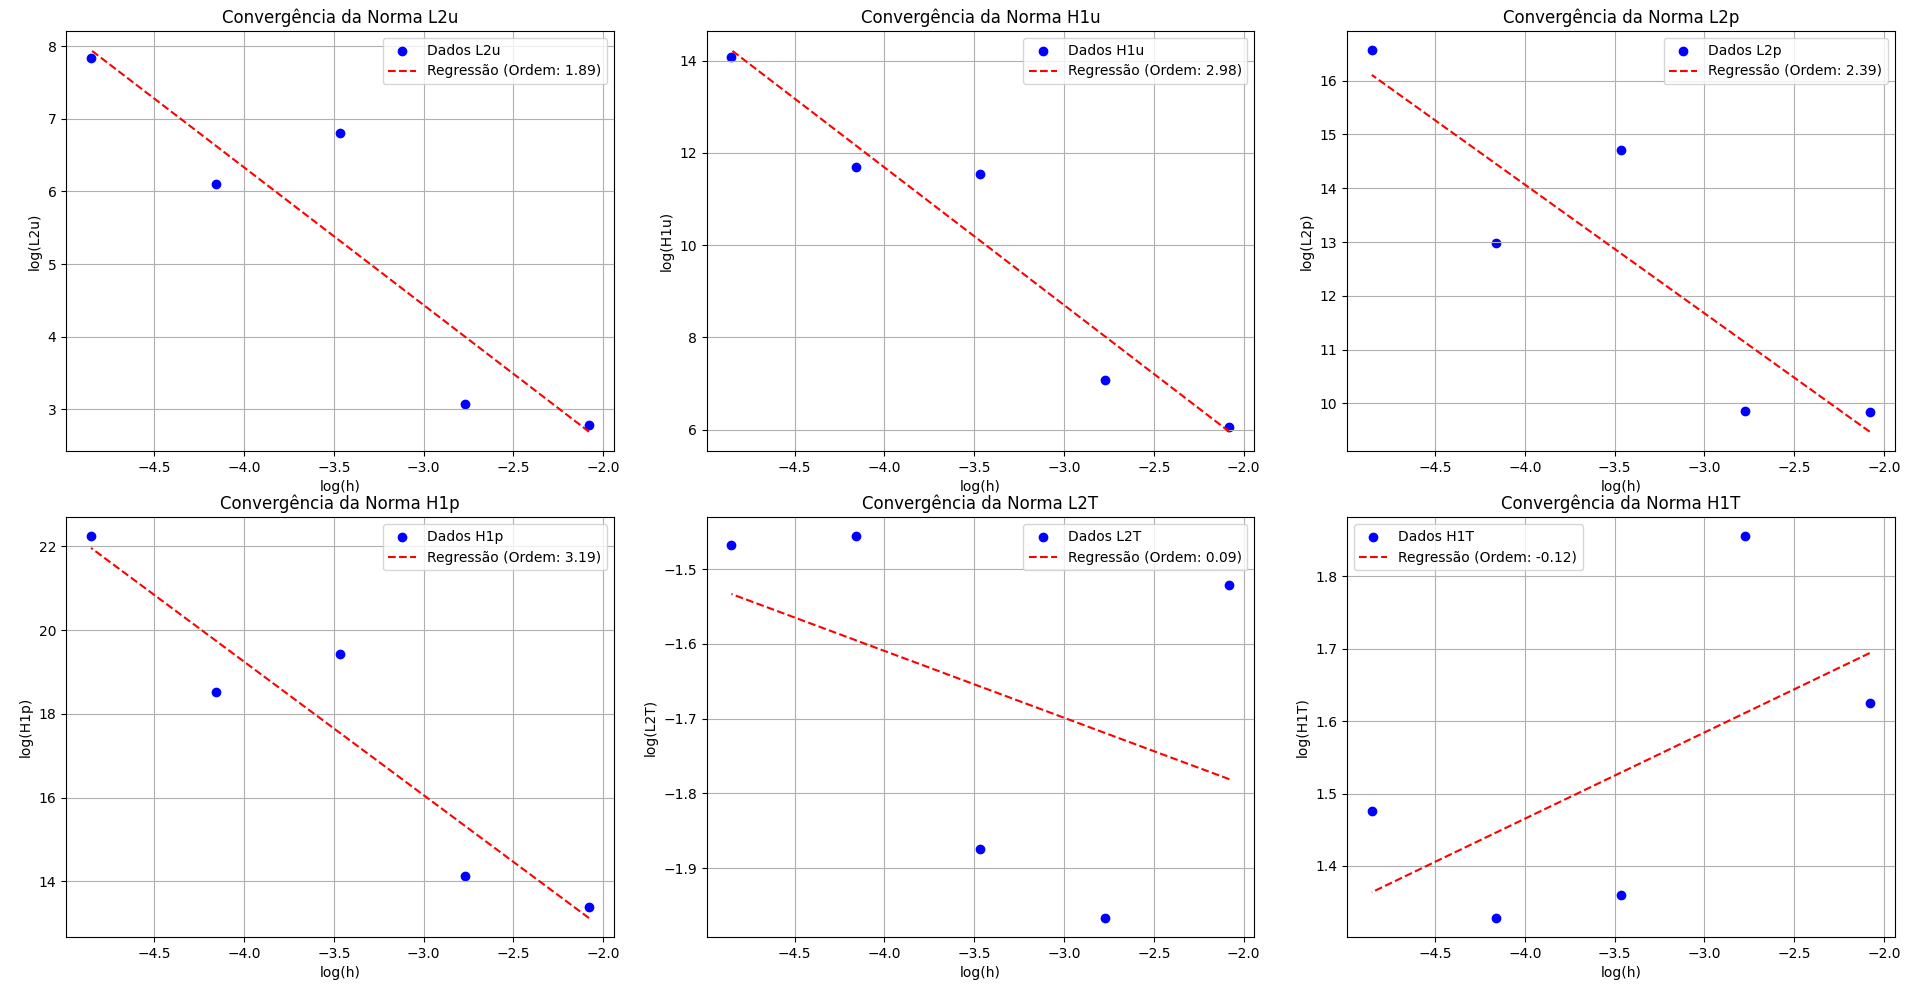 Convergência da Norma L2u
Dados L2u
Regressão (Ordem: 1.89)
8
7
6
5
4
3
log(L2u)
−4.5 −4.0 −3.5 −3.0 −2.5 −2.0
log(h)
Convergência da Norma H1u
Dados H1u
Regressão (Ordem: 2.98)
14
12
10
8
6
log(H1u)
−4.5 −4.0 −3.5 −3.0 −2.5 −2.0
log(h)
Convergência da Norma L2p
Dados L2p
Regressão (Ordem: 2.39)
16
15
14
13
12
11
10
log(L2p)
−4.5 −4.0 −3.5 −3.0 −2.5 −2.0
log(h)
Convergência da Norma H1p
Dados H1p
Regressão (Ordem: 3.19)
22
20
18
16
14
log(H1p)
−4.5 −4.0 −3.5 −3.0 −2.5 −2.0
log(h)
Convergência da Norma L2T
Dados L2T
Regressão (Ordem: 0.09)
−1.5
−1.6
−1.7
−1.8
−1.9
log(L2T)
−4.5 −4.0 −3.5 −3.0 −2.5 −2.0
log(h)
Convergência da Norma H1T
Dados H1T
Regressão (Ordem: -0.12)
1.8
1.7
1.6
1.5
1.4
log(H1T)
−4.5 −4.0 −3.5 −3.0 −2.5 −2.0
log(h)